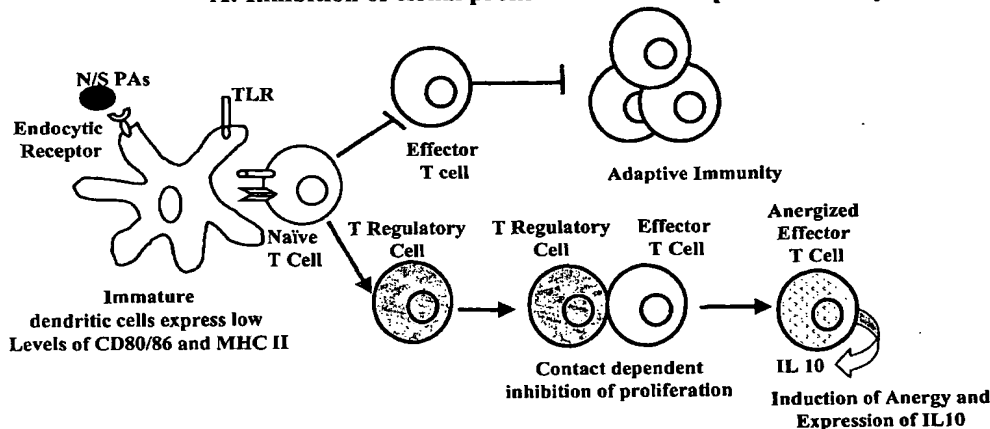 N/S PAs
TLR
Endocytic
Receptor
Effector
T cell
Adaptive Immunity
Naïve
T Cell
T Regulatory
Cell
T Regulatory
Cell
Effector
T Cell
Anergized
Effector
T Cell
Immature
dendritic cells express low
Levels of CD80/86 and MHC II
Contact dependent
inhibition of proliferation
IL 10
Induction of Anergy and
Expression of IL10